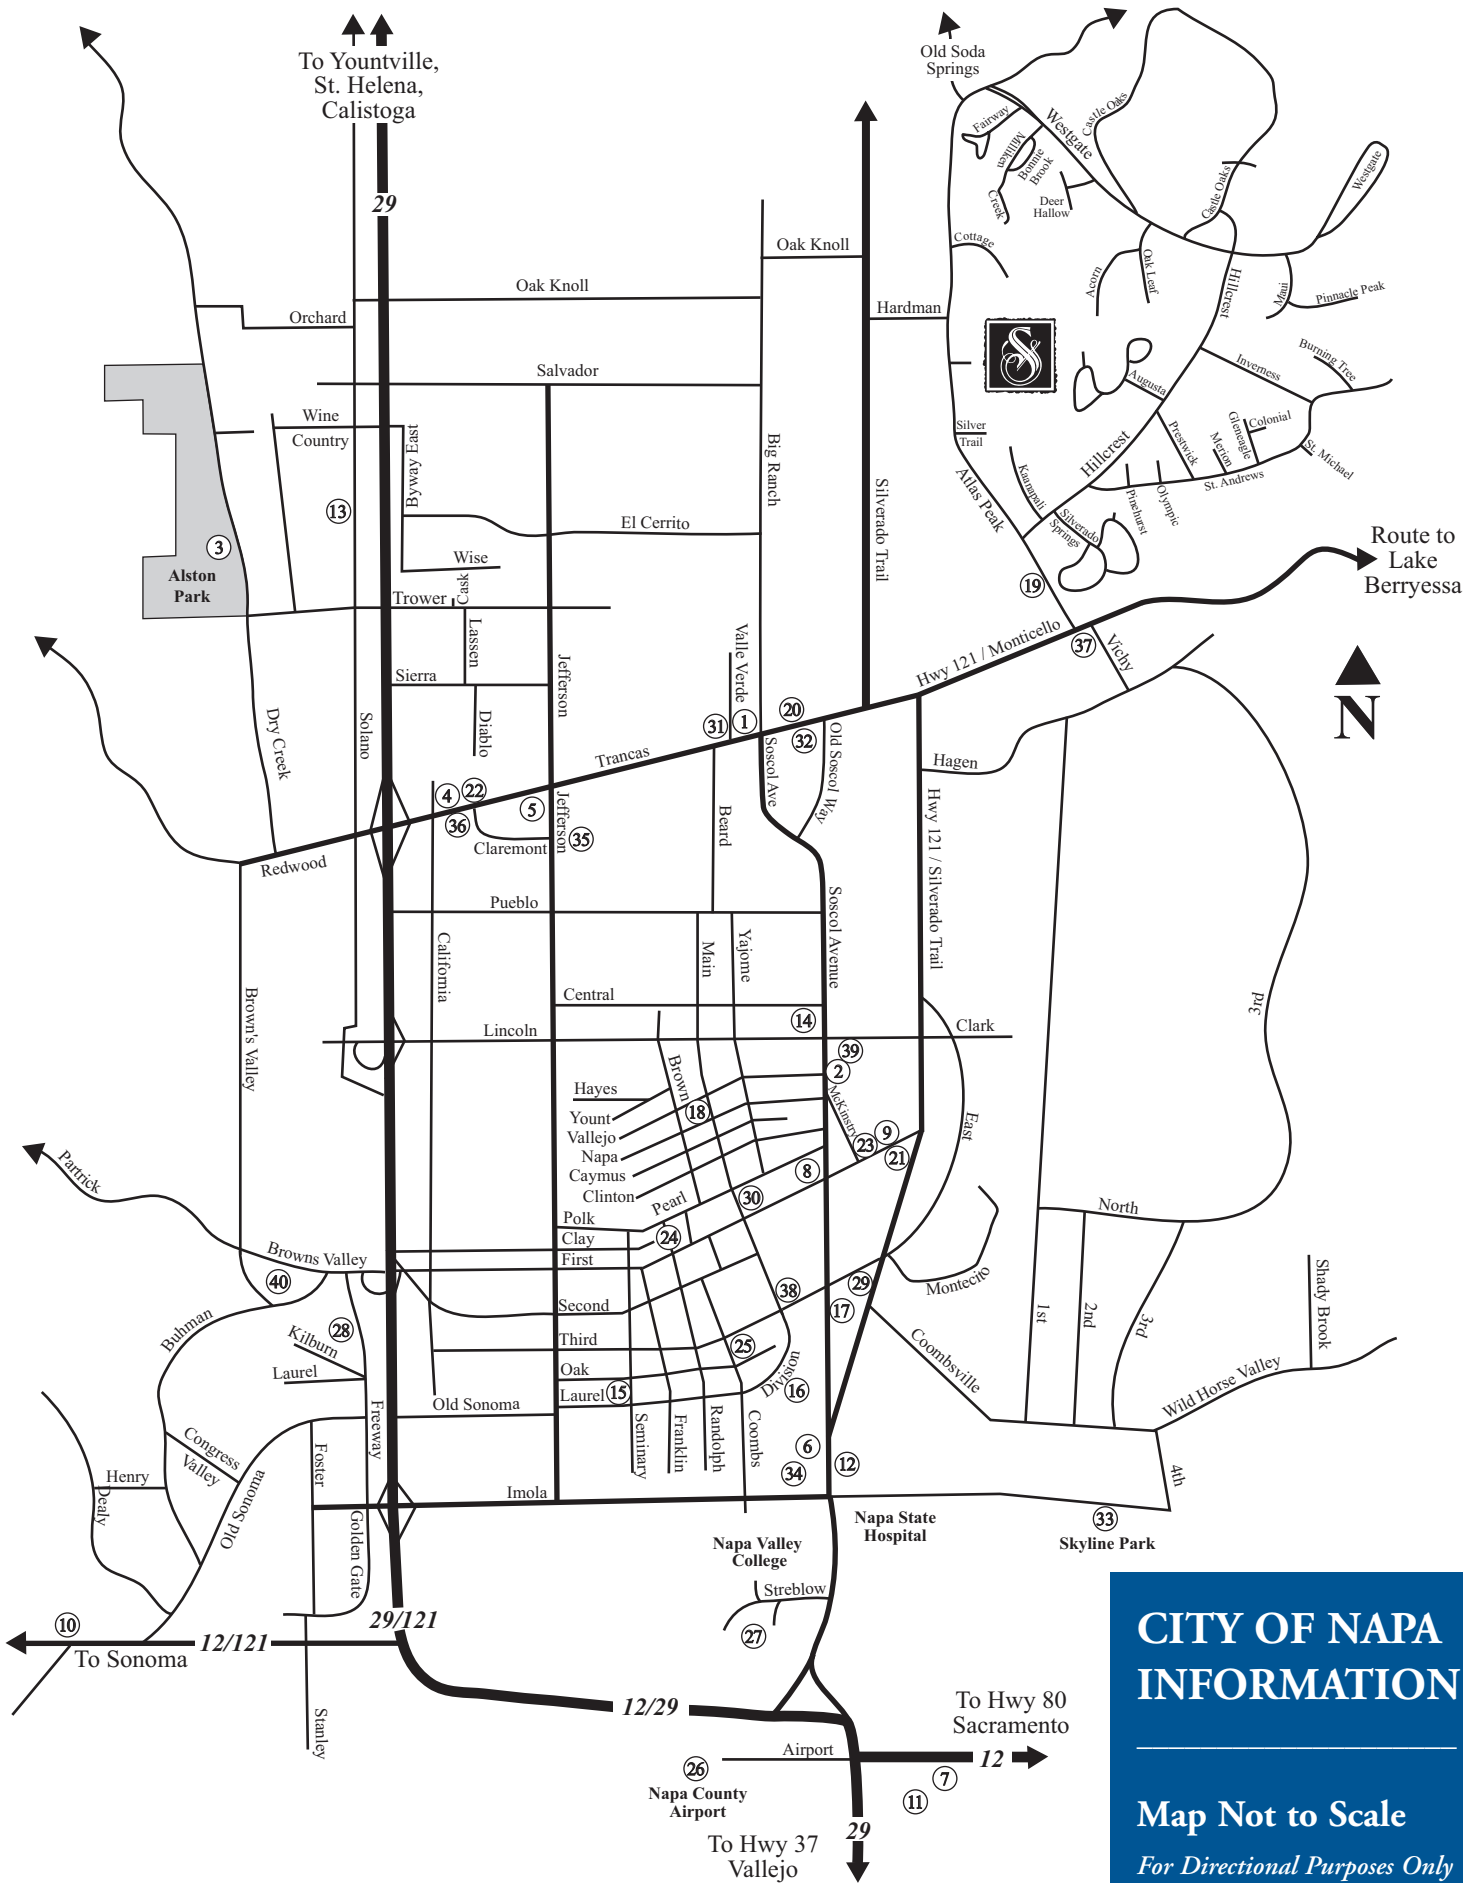 To Yountville,
St. Helena,
Calistoga
Old Soda
Springs
29
Fairway
Westgate
Castle Oaks
Milliken
Creek
Bonnie
Brook
Deer
Hallow
Castle Oaks
Westgate
Cottage
Oak Knoll
Oak Knoll
Orchard
Hardman
Acorn
Oak Leaf
Hillcrest
Maui
Pinnacle Peak
S
Salvador
Inverness
Burning Tree
Augusta
Wine
Country
Byway East
Big Ranch
Silverado Trail
Silver
Trail
Atlas Peak
Kaanapali
Hillcrest
Prestwick
Merion
Gleneagle
Colonial
St. Michael
St. Andrews
Olympic
Pinehurst
Silverado
Springs
13
3
Alston
Park
El Cerrito
Wise
Cask
Trower
Lassen
Sierra
Diablo
Jefferson
Valle Verde
19
Route to
Lake
Berryessa
Hwy 121 / Monticello
37
Vichy
N
Dry Creek
Solano
31
1
20
32
Trancas
Soscol Ave
Old Soscol Way
Hagen
4
22
5
36
Claremont
Jefferson
35
Beard
Redwood
Hwy 121 / Silverado Trail
Pueblo
California
Main
Yajome
Soscol Avenue
Brown's Valley
3rd
Central
14
Lincoln
Clark
39
2
Brown
Hayes
Yount
Vallejo
Napa
Caymus
Clinton
18
McKinstry
23
9
21
East
8
30
Pearl
Partrick
Polk
Clay
First
24
North
Browns Valley
40
Montecito
29
38
17
Second
Third
Oak
Laurel
15
25
Division
16
Coombsville
1st
2nd
3rd
Shady Brook
Wild Horse Valley
Buhman
28
Kilburn
Laurel
Old Sonoma
Freeway
Foster
Congress
Valley
Old Sonoma
Henry
Dealy
Seminary
Franklin
Randolph
Coombs
6
34
12
4th
Imola
Golden Gate
Napa State
Hospital
33
Skyline Park
Napa Valley
College
Streblow
27
10
12/121
To Sonoma
29/121
Stanley
12/29
To Hwy 80
Sacramento
Airport
12
26
Napa County
Airport
7
11
29
To Hwy 37
Vallejo
CITY OF NAPA
INFORMATION
Map Not to Scale
For Directional Purposes Only